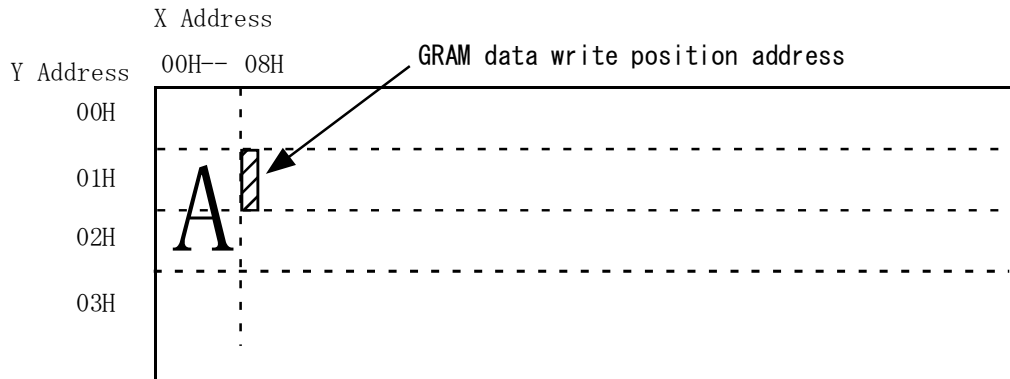 X Address
GRAM data write position address
00H-- 08H
Y Address
00H
01H
A
02H
03H